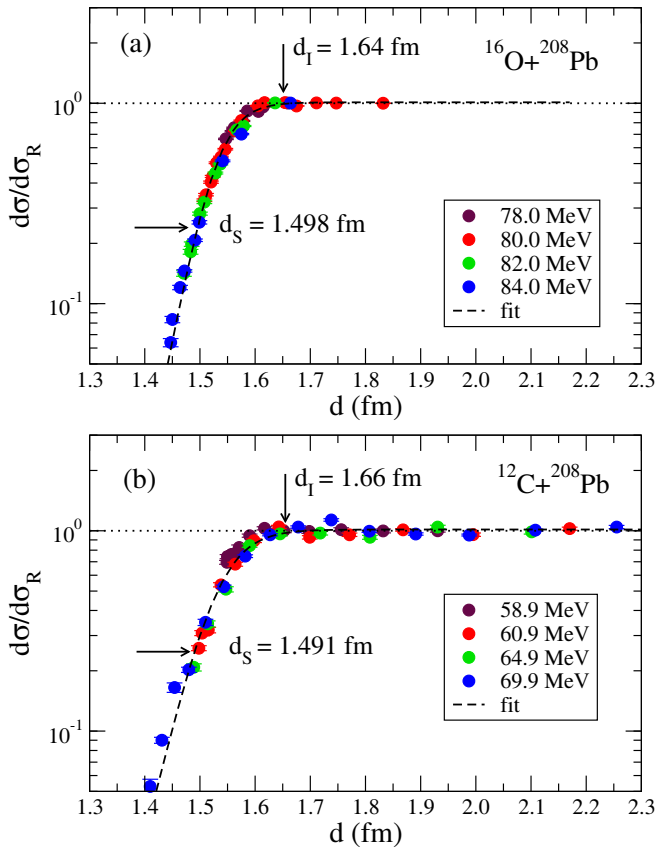 (a)
d_I = 1.64 fm
^16O+^208Pb
10^0
dσ/dσ_R
d_S = 1.498 fm
78.0 MeV
80.0 MeV
82.0 MeV
84.0 MeV
fit
10^-1
1.3 1.4 1.5 1.6 1.7 1.8 1.9 2.0 2.1 2.2 2.3
d (fm)
(b)
d_I = 1.66 fm
^12C+^208Pb
10^0
dσ/dσ_R
d_S = 1.491 fm
58.9 MeV
60.9 MeV
64.9 MeV
69.9 MeV
fit
10^-1
1.3 1.4 1.5 1.6 1.7 1.8 1.9 2.0 2.1 2.2 2.3
d (fm)